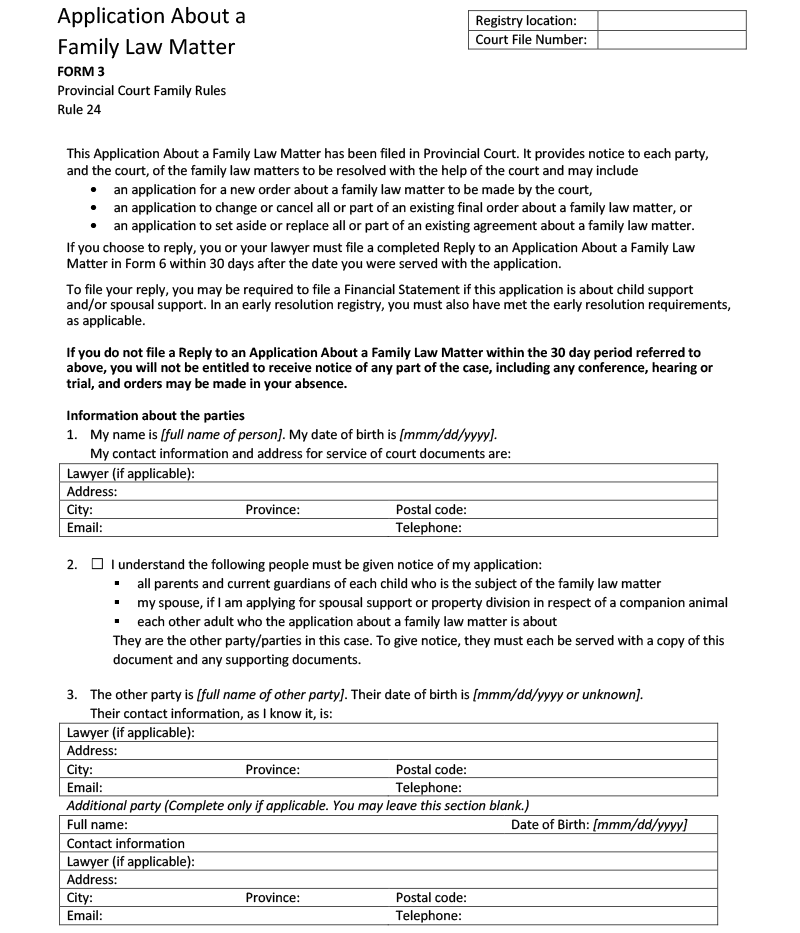 Application About a
Family Law Matter
Registry location:
Court File Number:
FORM 3
Provincial Court Family Rules
Rule 24
This Application About a Family Law Matter has been filed in Provincial Court. It provides notice to each party,
and the court, of the family law matters to be resolved with the help of the court and may include
• an application for a new order about a family law matter to be made by the court,
• an application to change or cancel all or part of an existing final order about a family law matter, or
• an application to set aside or replace all or part of an existing agreement about a family law matter.
If you choose to reply, you or your lawyer must file a completed Reply to an Application About a Family Law
Matter in Form 6 within 30 days after the date you were served with the application.
To file your reply, you may be required to file a Financial Statement if this application is about child support
and/or spousal support. In an early resolution registry, you must also have met the early resolution requirements,
as applicable.
If you do not file a Reply to an Application About a Family Law Matter within the 30 day period referred to
above, you will not be entitled to receive notice of any part of the case, including any conference, hearing or
trial, and orders may be made in your absence.
Information about the parties
1. My name is [full name of person]. My date of birth is [mmm/dd/yyyy].
My contact information and address for service of court documents are:
Lawyer (if applicable):
Address:
City: Province: Postal code:
Email: Telephone:
2. ☐ I understand the following people must be given notice of my application:
▪ all parents and current guardians of each child who is the subject of the family law matter
▪ my spouse, if I am applying for spousal support or property division in respect of a companion animal
▪ each other adult who the application about a family law matter is about
They are the other party/parties in this case. To give notice, they must each be served with a copy of this
document and any supporting documents.
3. The other party is [full name of other party]. Their date of birth is [mmm/dd/yyyy or unknown].
Their contact information, as I know it, is:
Lawyer (if applicable):
Address:
City: Province: Postal code:
Email: Telephone:
Additional party (Complete only if applicable. You may leave this section blank.)
Full name: Date of Birth: [mmm/dd/yyyy]
Contact information
Lawyer (if applicable):
Address:
City: Province: Postal code:
Email: Telephone: